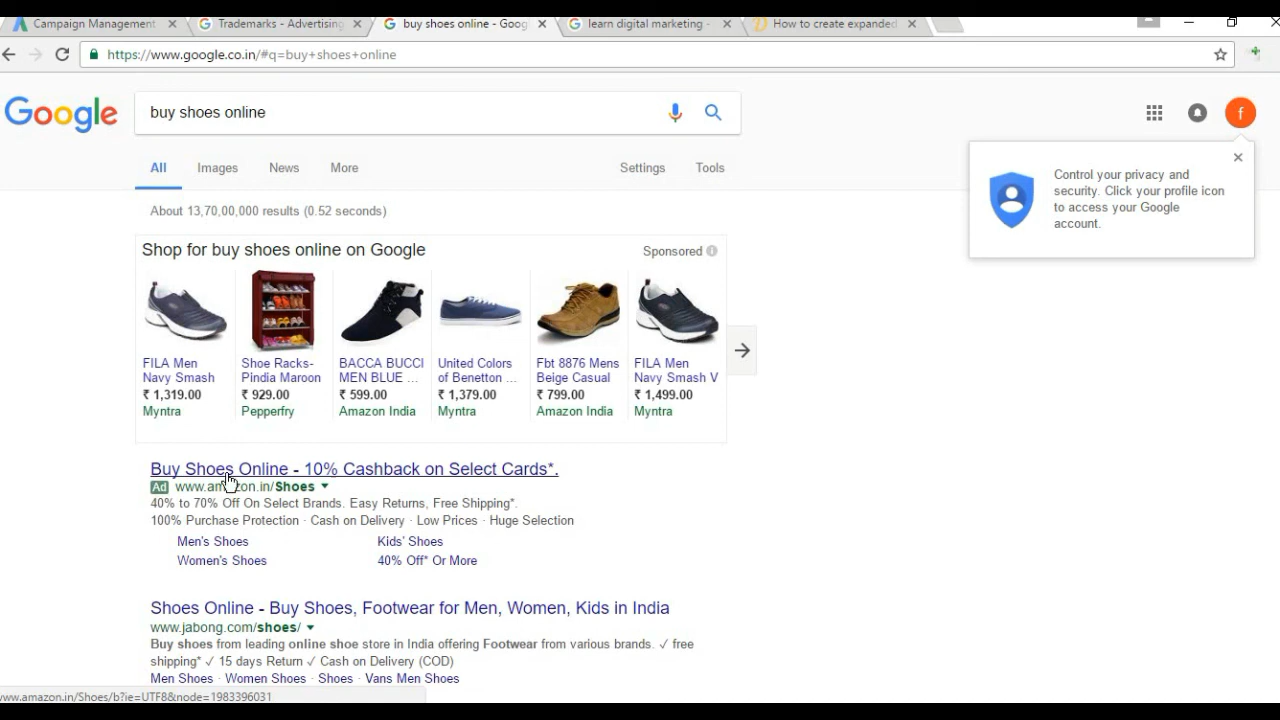 Campaign Management
Trademarks - Advertising
buy shoes online - Goog
learn digital marketing -
How to create expanded
https://www.google.co.in/#q=buy+shoes+online
Google
buy shoes online
f
All Images News More Settings Tools
Control your privacy and
security. Click your profile icon
to access your Google
account.
About 13,70,00,000 results (0.52 seconds)
Shop for buy shoes online on Google
Sponsored
FILA Men
Navy Smash
₹ 1,319.00
Myntra
Shoe Racks-
Pindia Maroon
₹ 929.00
Pepperfry
BACCA BUCCI
MEN BLUE ...
₹ 599.00
Amazon India
United Colors
of Benetton ...
₹ 1,379.00
Myntra
Fbt 8876 Mens
Beige Casual
₹ 799.00
Amazon India
FILA Men
Navy Smash V
₹ 1,499.00
Myntra
Buy Shoes Online - 10% Cashback on Select Cards*.
Ad www.amazon.in/Shoes
40% to 70% Off On Select Brands. Easy Returns, Free Shipping*.
100% Purchase Protection · Cash on Delivery · Low Prices · Huge Selection
Men's Shoes Kids' Shoes
Women's Shoes 40% Off* Or More
Shoes Online - Buy Shoes, Footwear for Men, Women, Kids in India
www.jabong.com/shoes/
Buy shoes from leading online shoe store in India offering Footwear from various brands. ✓ free
shipping* ✓ 15 days Return ✓ Cash on Delivery (COD)
Men Shoes · Women Shoes · Shoes · Vans Men Shoes
www.amazon.in/Shoes/b?ie=UTF8&node=1983396031